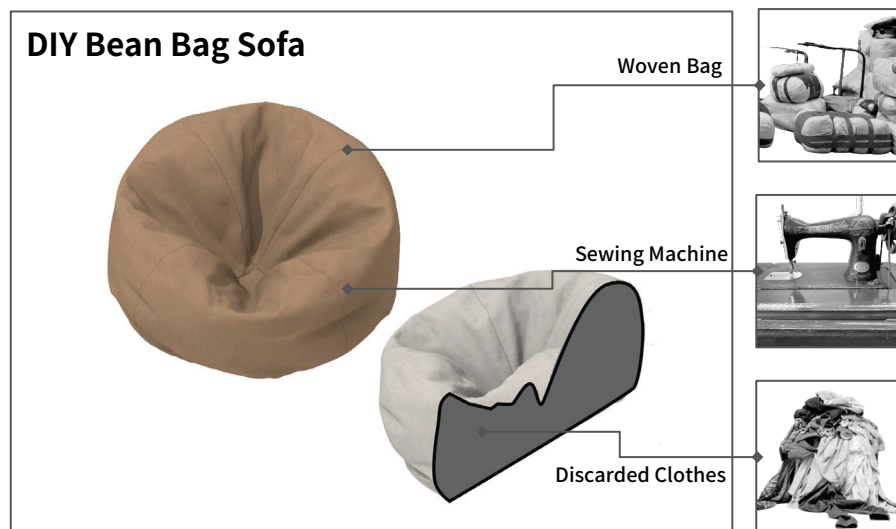 DIY Bean Bag Sofa
Woven Bag
Sewing Machine
Discarded Clothes